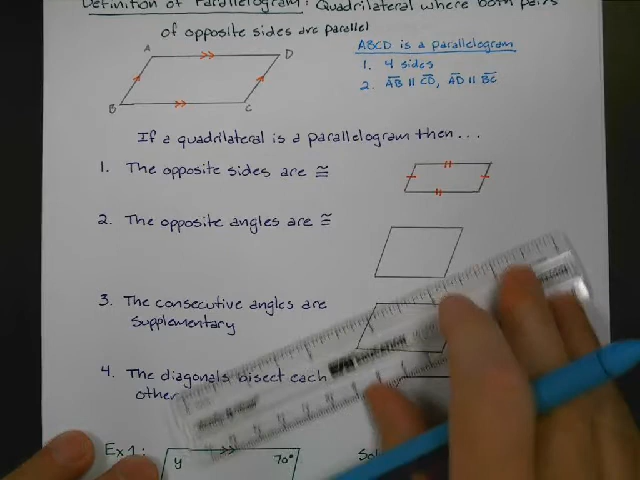 Definition of Parallelogram: Quadrilateral where both pairs
of opposite sides are parallel
A
D
B
C
ABCD is a parallelogram
1. 4 sides
2. AB || CD, AD || BC
If a quadrilateral is a parallelogram then...
1. The opposite sides are ≅
2. The opposite angles are ≅
3. The consecutive angles are
supplementary
4. The diagonals bisect each
other
Ex 1:
y
70°